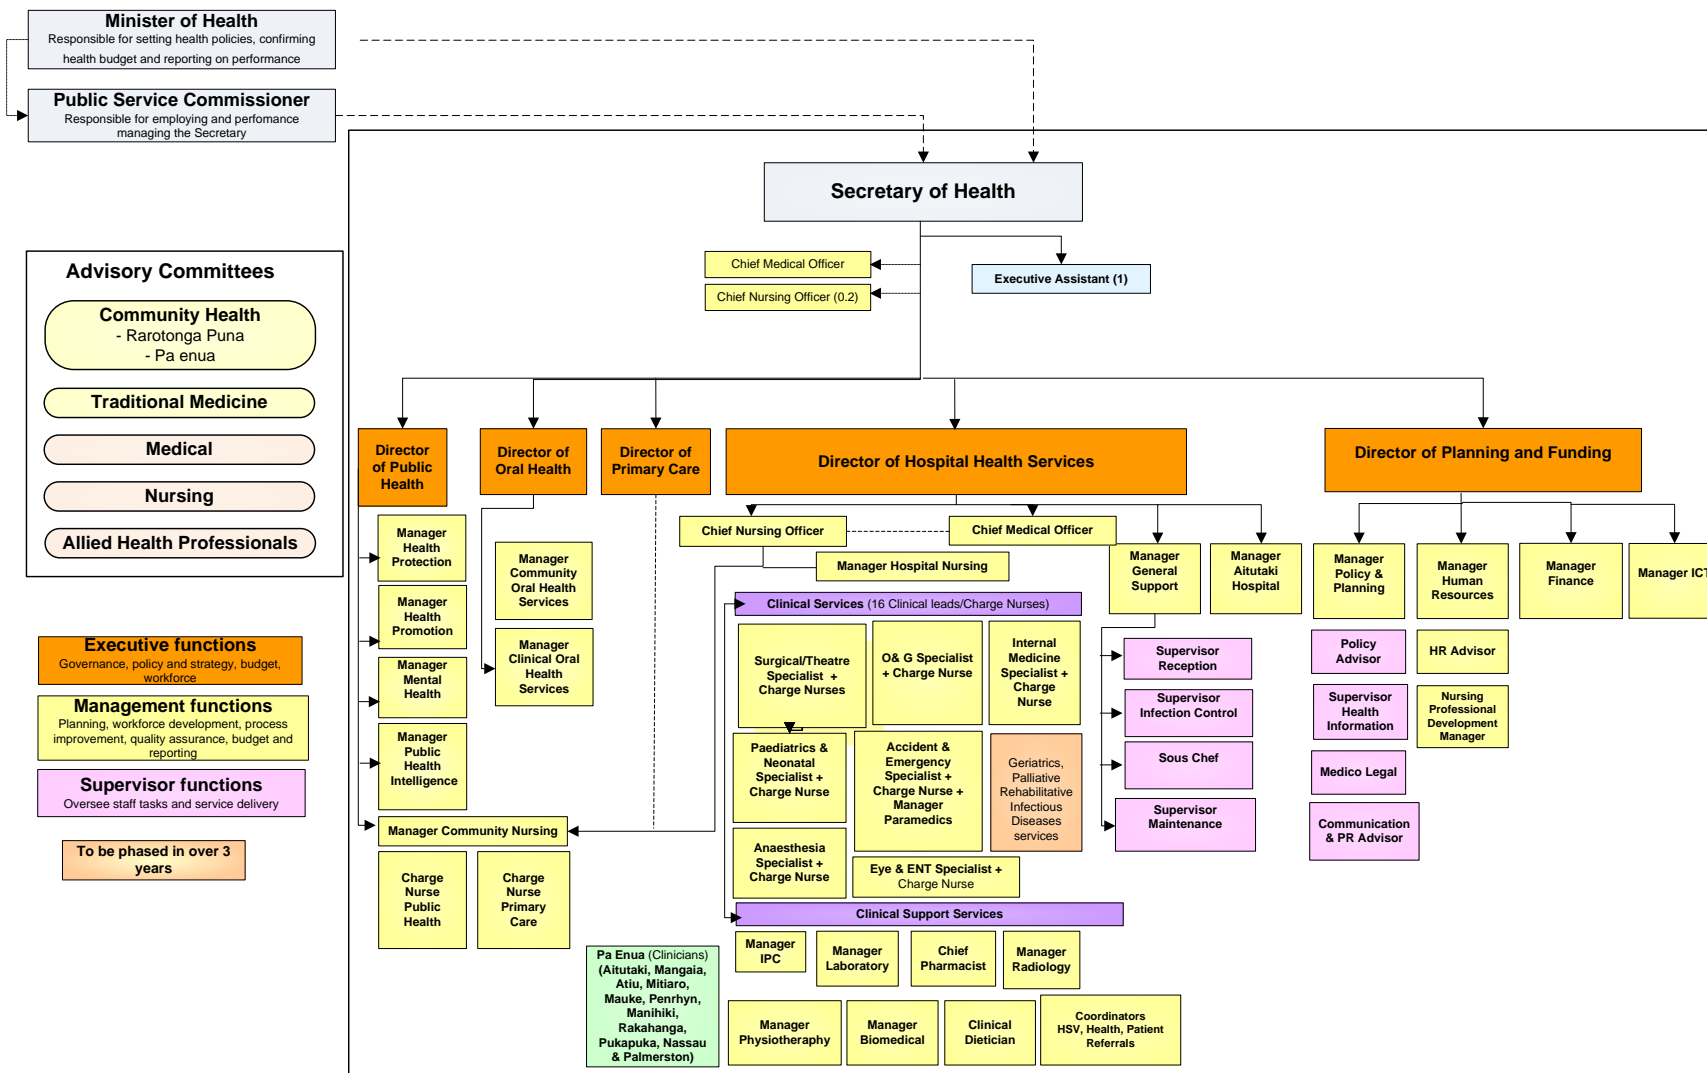 Minister of Health
Responsible for setting health policies, confirming
health budget and reporting on performance
Public Service Commissioner
Responsible for employing and perfomance
managing the Secretary
Secretary of Health
Chief Medical Officer
Chief Nursing Officer (0.2)
Executive Assistant (1)
Advisory Committees
Community Health
- Rarotonga Puna
- Pa enua
Traditional Medicine
Medical
Nursing
Allied Health Professionals
Executive functions
Governance, policy and strategy, budget,
workforce
Management functions
Planning, workforce development, process
improvement, quality assurance, budget and
reporting
Supervisor functions
Oversee staff tasks and service delivery
To be phased in over 3
years
Director
of Public
Health
Director of
Oral Health
Director of
Primary Care
Director of Hospital Health Services
Director of Planning and Funding
Manager
Health
Protection
Manager
Health
Promotion
Manager
Mental
Health
Manager
Public
Health
Intelligence
Manager Community Nursing
Charge
Nurse
Public
Health
Charge
Nurse
Primary
Care
Manager
Community
Oral Health
Services
Manager
Clinical Oral
Health
Services
Chief Nursing Officer
Chief Medical Officer
Manager Hospital Nursing
Clinical Services (16 Clinical leads/Charge Nurses)
Surgical/Theatre
Specialist +
Charge Nurses
O& G Specialist
+ Charge Nurse
Internal
Medicine
Specialist +
Charge
Nurse
Paediatrics &
Neonatal
Specialist +
Charge Nurse
Accident &
Emergency
Specialist +
Charge Nurse +
Manager
Paramedics
Geriatrics,
Palliative
Rehabilitative
Infectious
Diseases
services
Anaesthesia
Specialist +
Charge Nurse
Eye & ENT Specialist +
Charge Nurse
Clinical Support Services
Manager
IPC
Manager
Laboratory
Chief
Pharmacist
Manager
Radiology
Manager
Physiotheraphy
Manager
Biomedical
Clinical
Dietician
Coordinators
HSV, Health, Patient
Referrals
Pa Enua (Clinicians)
(Aitutaki, Mangaia,
Atiu, Mitiaro,
Mauke, Penrhyn,
Manihiki,
Rakahanga,
Pukapuka, Nassau
& Palmerston)
Manager
General
Support
Manager
Aitutaki
Hospital
Supervisor
Reception
Supervisor
Infection Control
Sous Chef
Supervisor
Maintenance
Manager
Policy &
Planning
Manager
Human
Resources
Manager
Finance
Manager ICT
Policy
Advisor
HR Advisor
Supervisor
Health
Information
Nursing
Professional
Development
Manager
Medico Legal
Communication
& PR Advisor